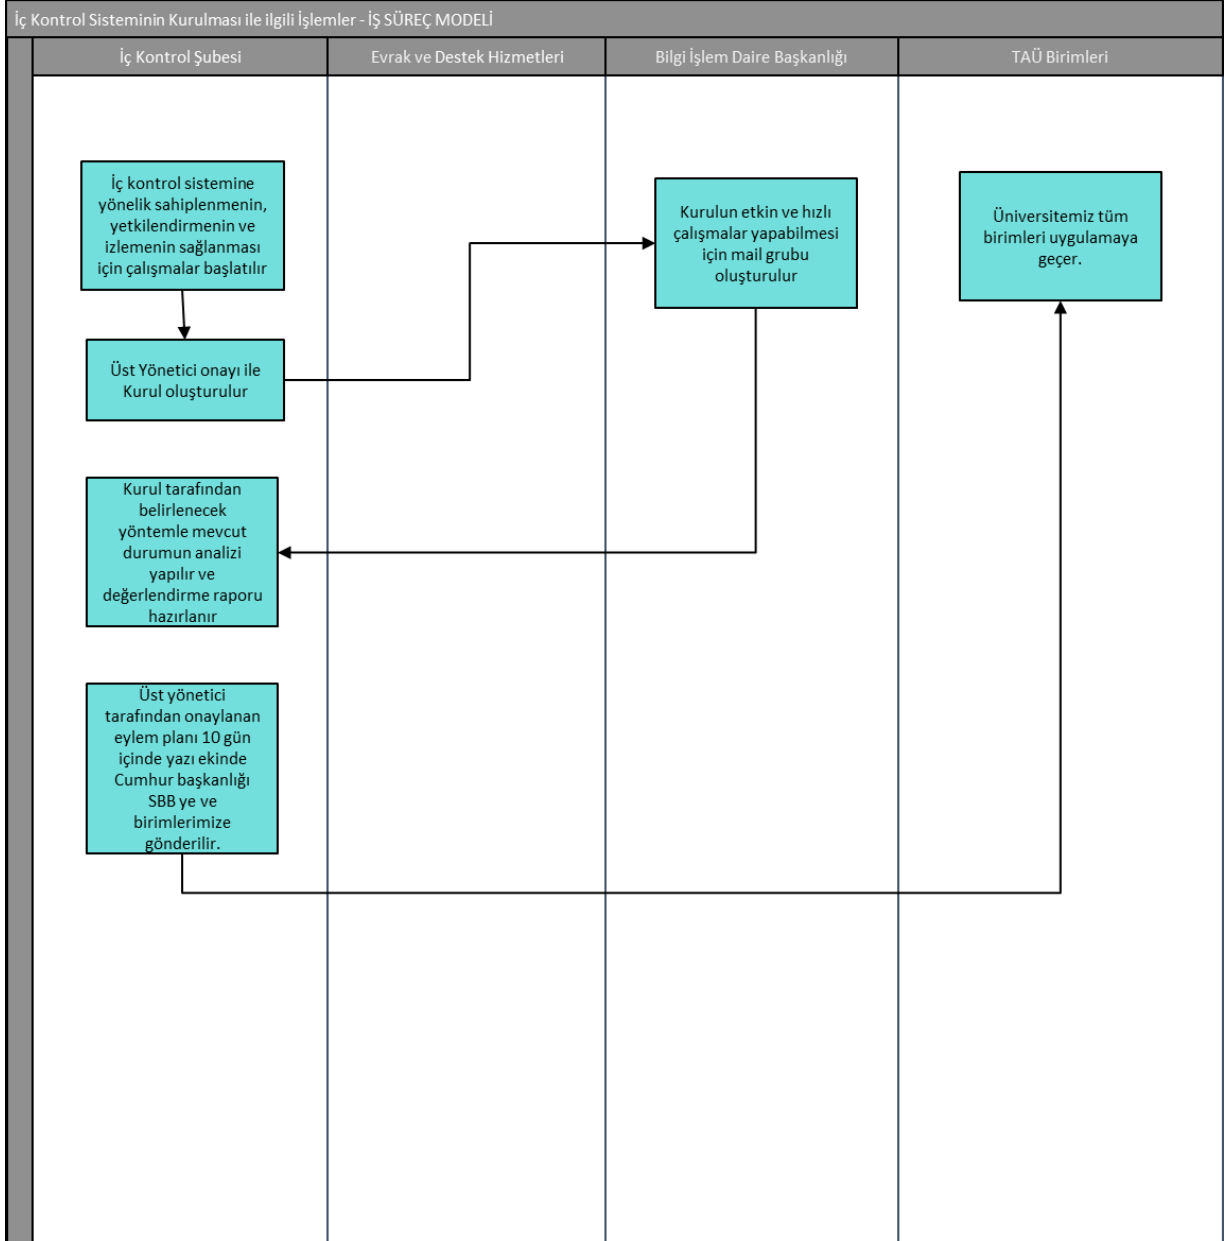 İç Kontrol Sisteminin Kurulması ile ilgili İşlemler - İŞ SÜREÇ MODELİ
İç Kontrol Şubesi
Evrak ve Destek Hizmetleri
Bilgi İşlem Daire Başkanlığı
TAÜ Birimleri
İç kontrol sistemine
yönelik sahiplenmenin,
yetkilendirmenin ve
izlemenin sağlanması
için çalışmalar başlatılır
Üst Yönetici onayı ile
Kurul oluşturulur
Kurulun etkin ve hızlı
çalışmalar yapabilmesi
için mail grubu
oluşturulur
Üniversitemiz tüm
birimleri uygulamaya
geçer.
Kurul tarafından
belirlenecek
yöntemle mevcut
durumun analizi
yapılır ve
değerlendirme raporu
hazırlanır
Üst yönetici
tarafından onaylanan
eylem planı 10 gün
içinde yazı ekinde
Cumhur başkanlığı
SBB ye ve
birimlerimize
gönderilir.